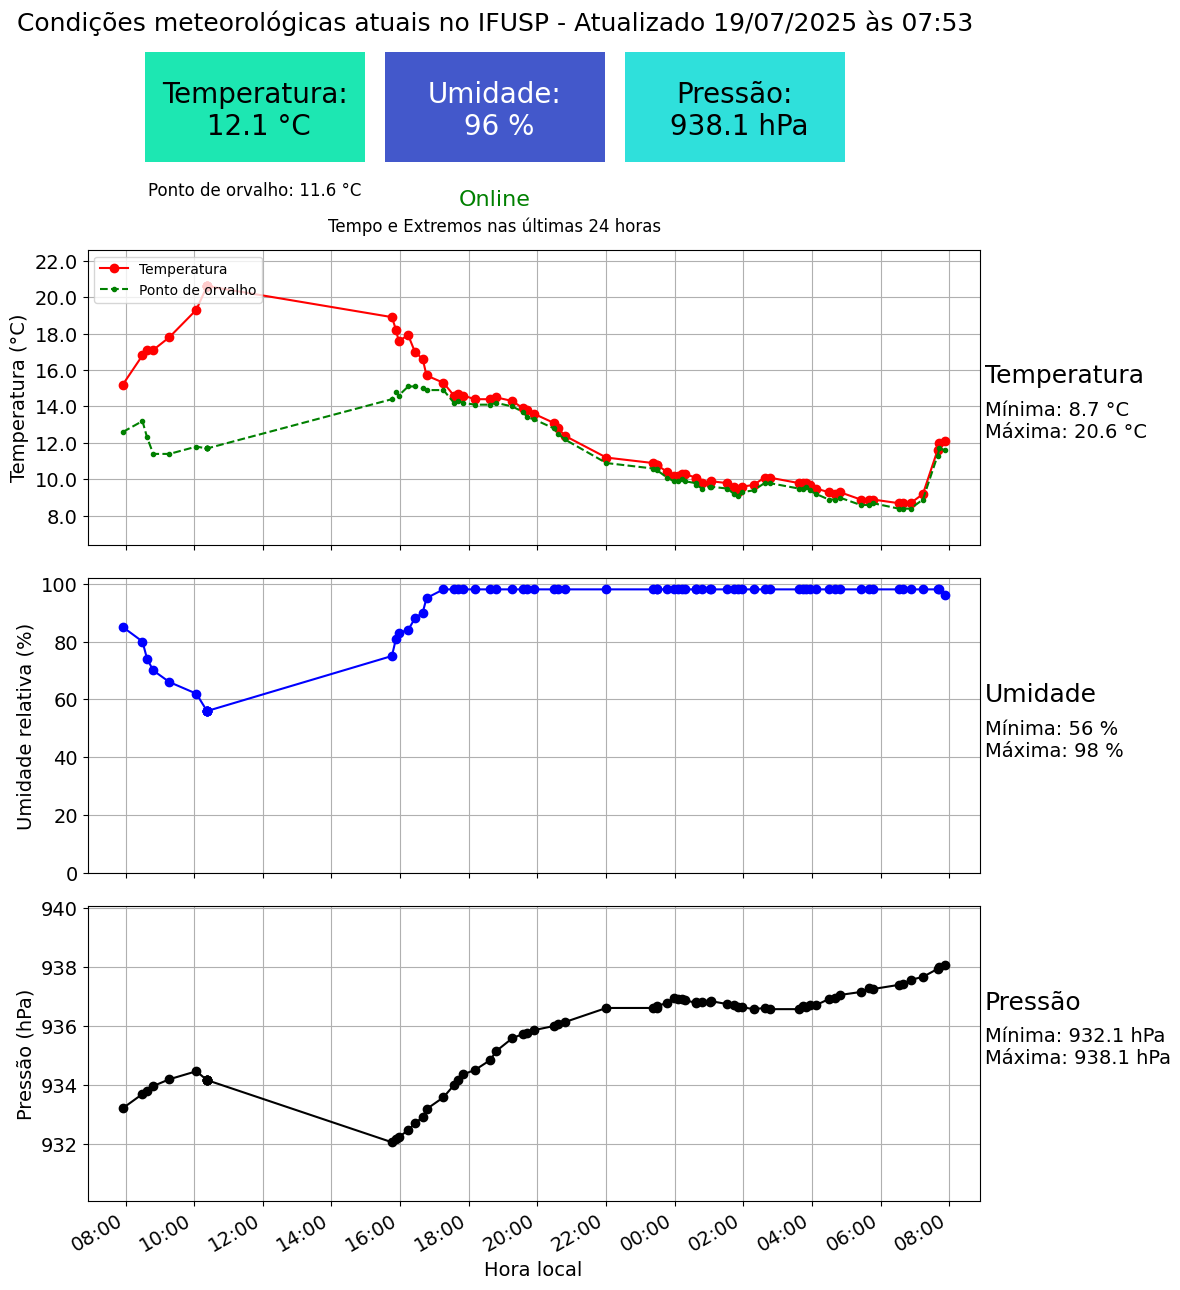 Condições meteorológicas atuais no IFUSP - Atualizado 19/07/2025 às 07:53
Temperatura:
12.1 °C
Umidade:
96 %
Pressão:
938.1 hPa
Ponto de orvalho: 11.6 °C
Online
Tempo e Extremos nas últimas 24 horas
Temperatura (°C)
22.0
20.0
18.0
16.0
14.0
12.0
10.0
8.0
Temperatura
Ponto de orvalho
Temperatura
Mínima: 8.7 °C
Máxima: 20.6 °C
Umidade relativa (%)
100
80
60
40
20
0
Umidade
Mínima: 56 %
Máxima: 98 %
Pressão (hPa)
940
938
936
934
932
Pressão
Mínima: 932.1 hPa
Máxima: 938.1 hPa
08:00
10:00
12:00
14:00
16:00
18:00
20:00
22:00
00:00
02:00
04:00
06:00
08:00
Hora local